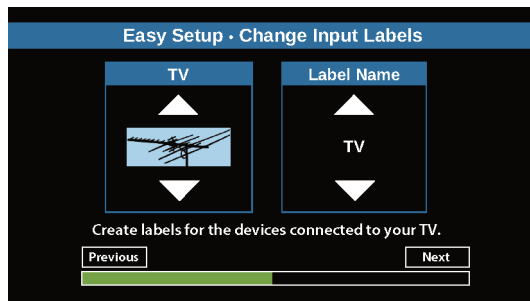 Easy Setup • Change Input Labels
TV
Label Name
TV
Create labels for the devices connected to your TV.
Previous
Next